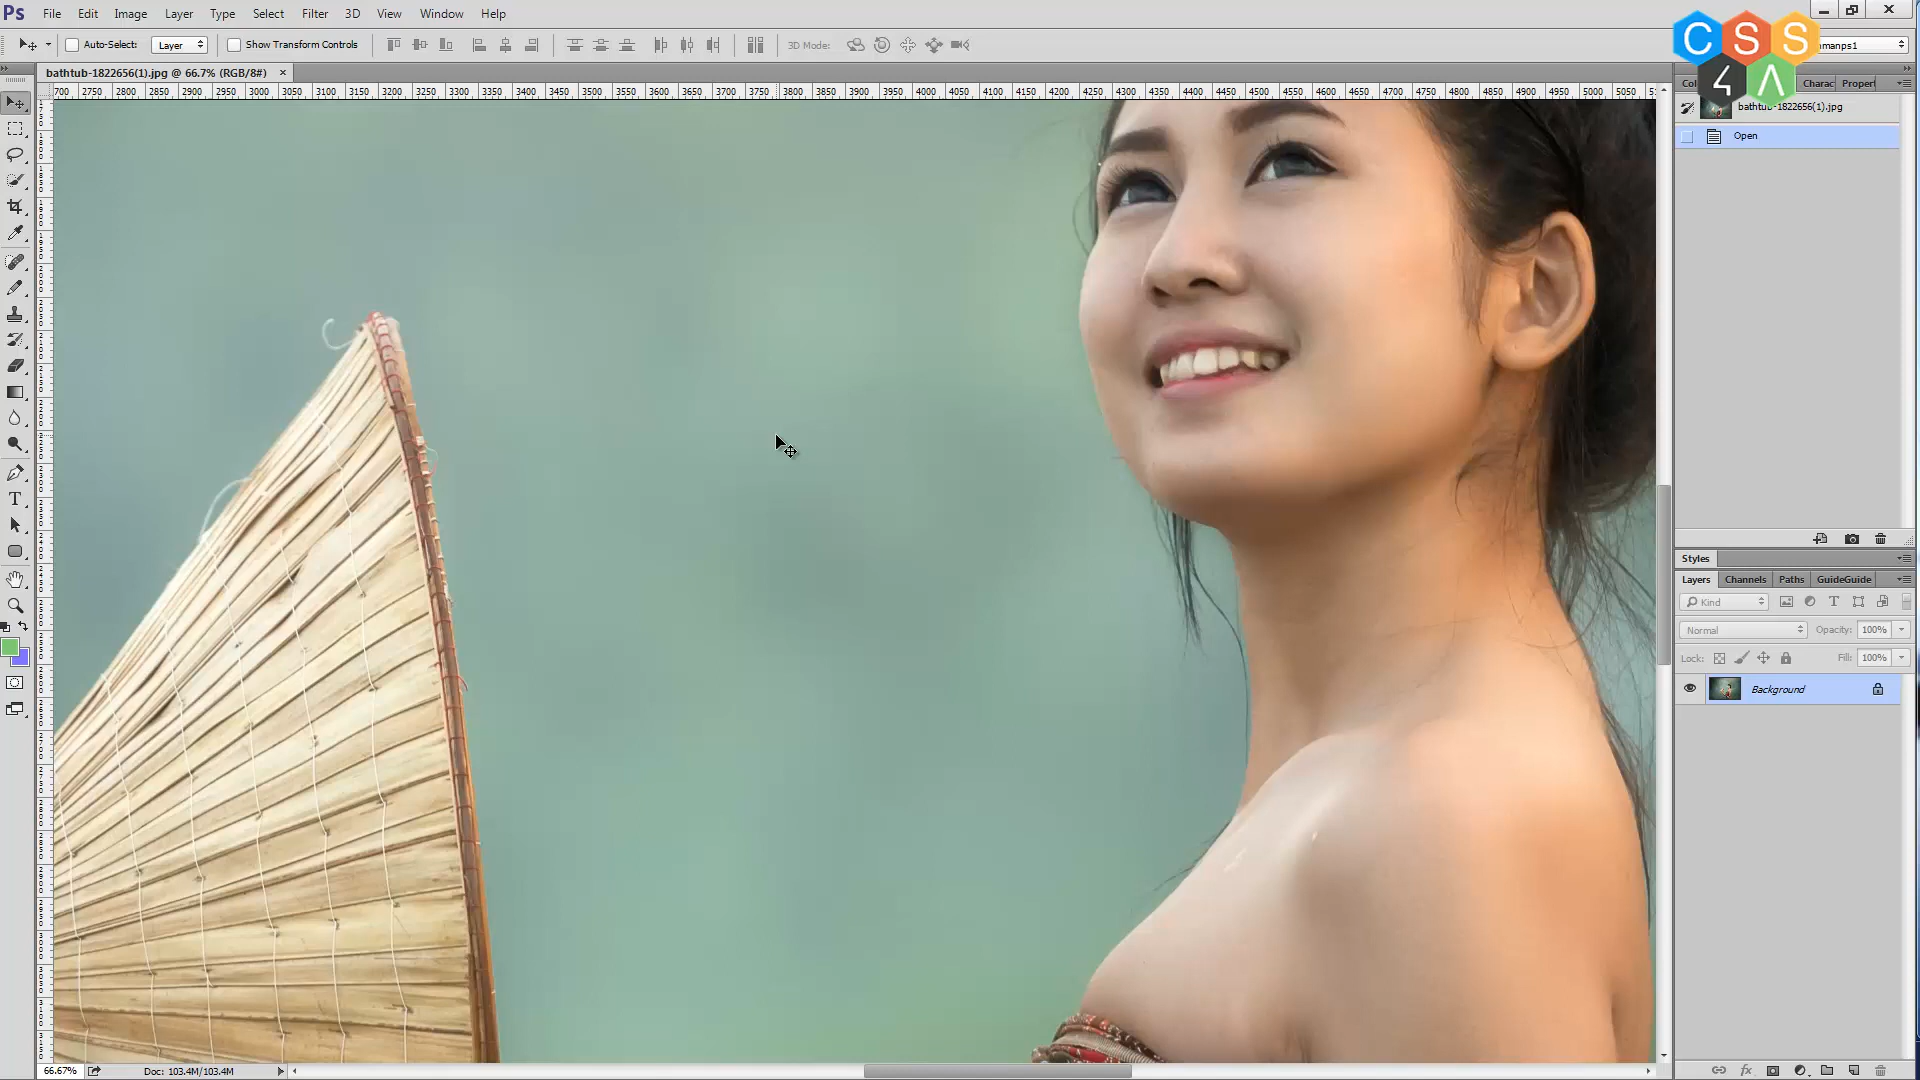 Ps File Edit Image Layer Type Select Filter 3D View Window Help
Auto-Select: Layer Show Transform Controls 3D Mode: manps1
CSS
4Λ
bathtub-1822656(1).jpg @ 66.7% (RGB/8#) ×
Col Charac Propert
700 2750 2800 2850 2900 2950 3000 3050 3100 3150 3200 3250 3300 3350 3400 3450 3500 3550 3600 3650 3700 3750 3800 3850 3900 3950 4000 4050 4100 4150 4200 4250 4300 4350 4400 4450 4500 4550 4600 4650 4700 4750 4800 4850 4900 4950 5000 5050
bathtub-1822656(1).jpg
Open
Styles
Layers Channels Paths GuideGuide
Kind
Normal Opacity: 100%
Lock: Fill: 100%
Background
66.67% Doc: 103.4M/103.4M